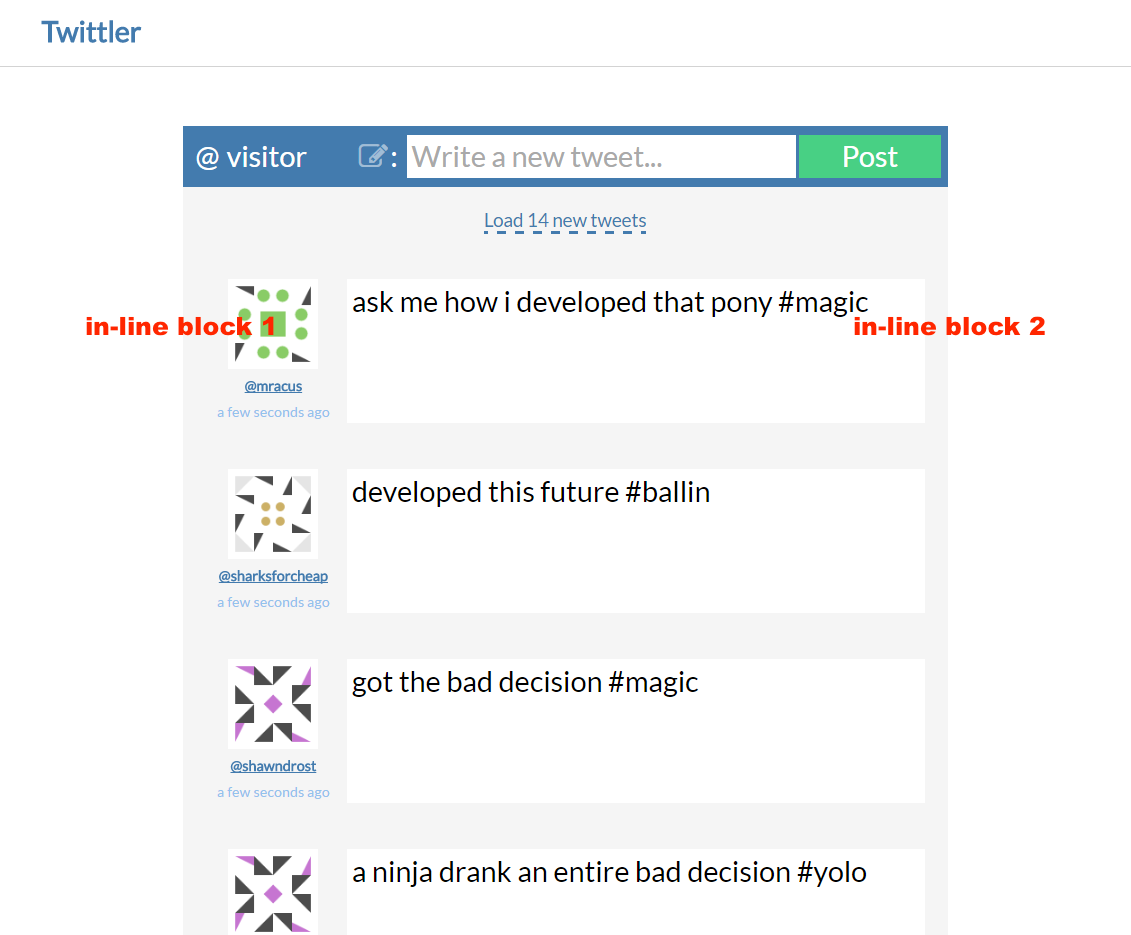 Twittler
@ visitor : Write a new tweet... Post
Load 14 new tweets
ask me how i developed that pony #magic
in-line block 1
in-line block 2
@mracus
a few seconds ago
developed this future #ballin
@sharksforcheap
a few seconds ago
got the bad decision #magic
@shawndrost
a few seconds ago
a ninja drank an entire bad decision #yolo